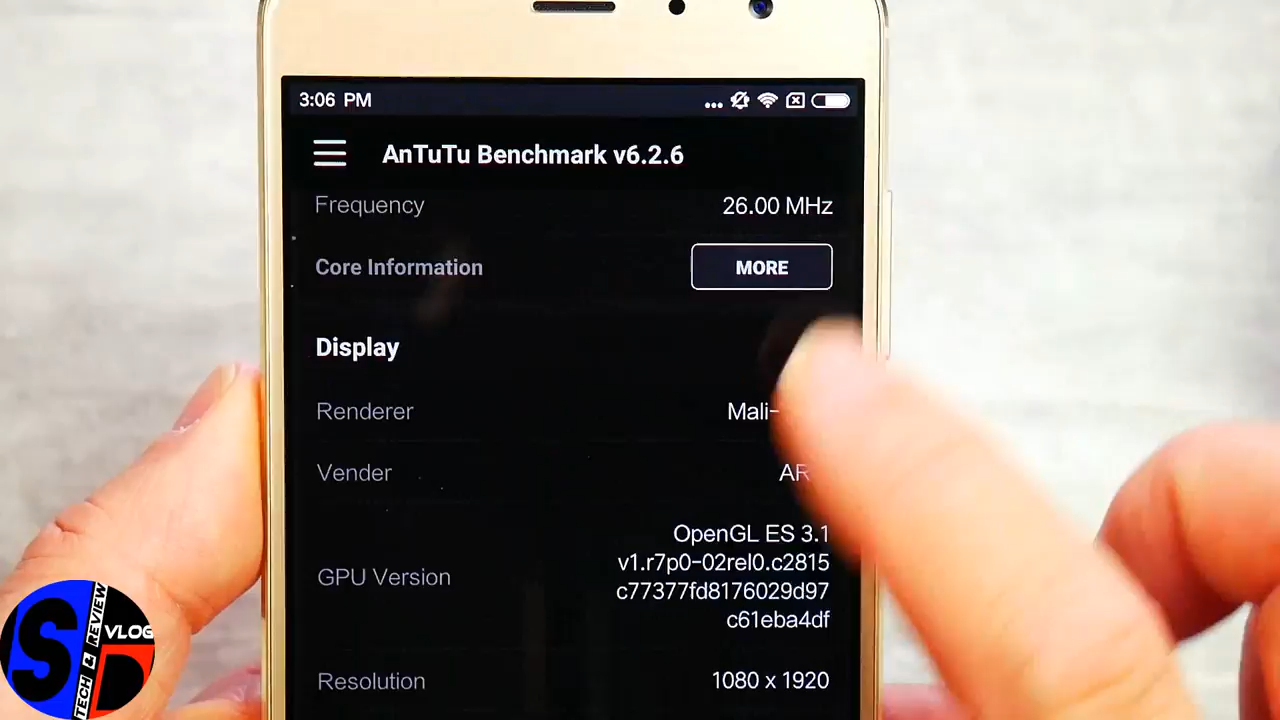 3:06 PM
AnTuTu Benchmark v6.2.6
Frequency 26.00 MHz
Core Information MORE
Display
Renderer Mali-
Vender
GPU Version OpenGL ES 3.1
v1.r7p0-02rel0.c2815
c77377fd8176029d97
c61eba4df
Resolution 1080 x 1920
SD
TECH & REVIEW
VLOG